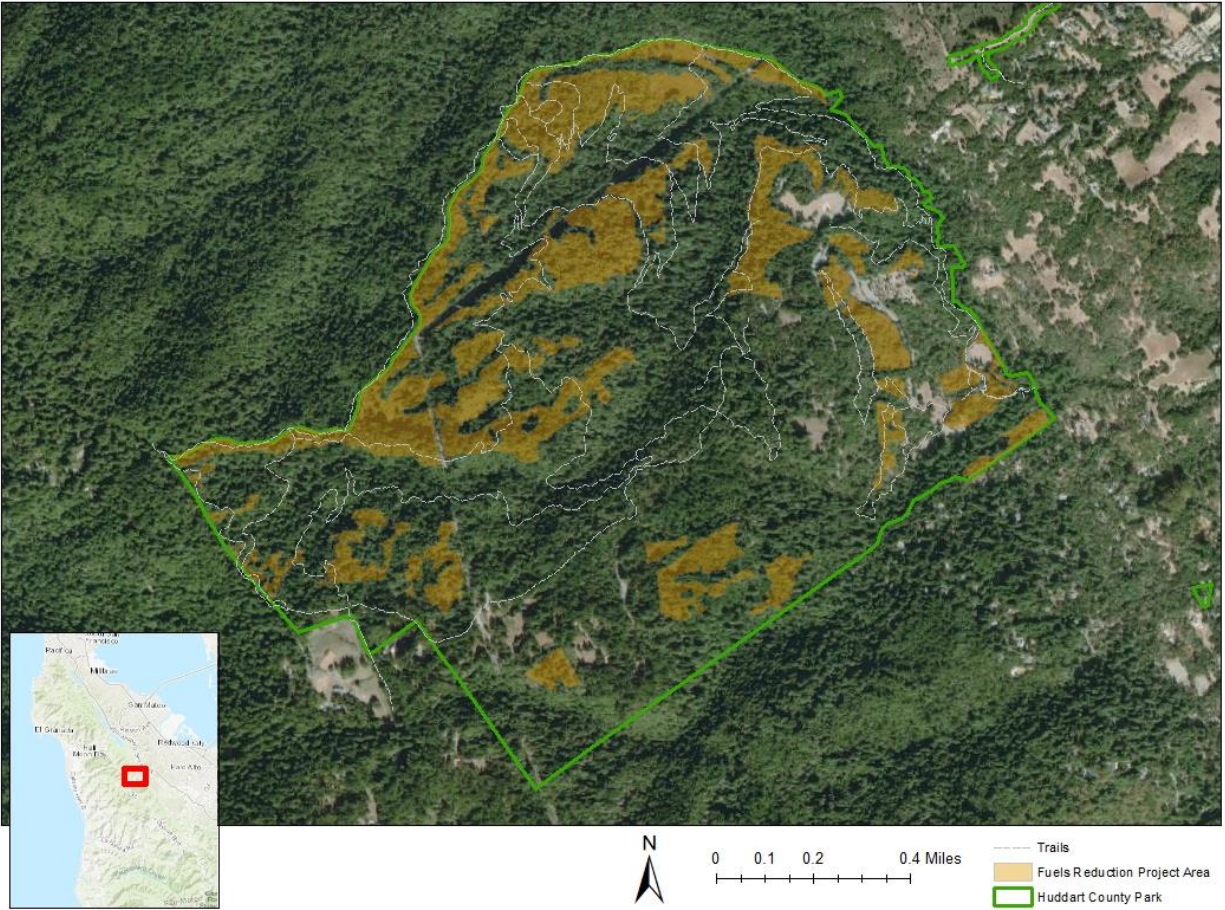 San Francisco
Pacifica
Millbrae
San Mateo
El Granada
Redwood City
Half
Moon Bay
Palo Alto
N
0 0.1 0.2 0.4 Miles
Trails
Fuels Reduction Project Area
Huddart County Park